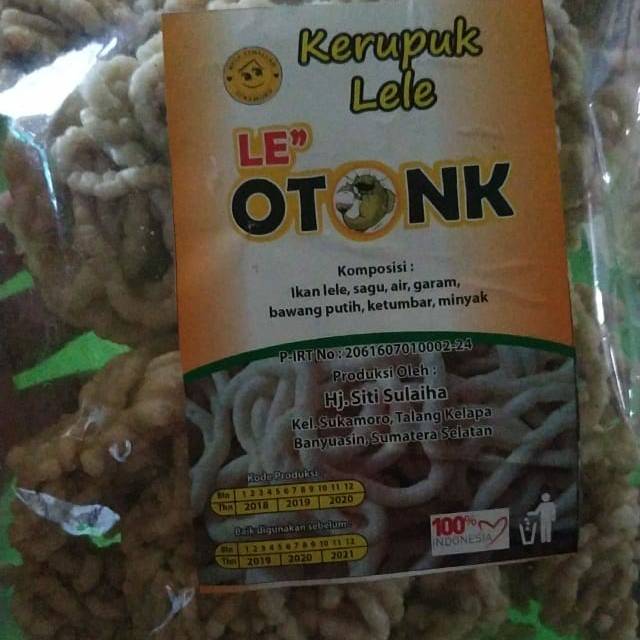 Kerupuk
Lele
LE"
OTONK
Komposisi :
Ikan lele, sagu, air, garam,
bawang putih, ketumbar, minyak
P-IRT No : 2061607010002-24
Produksi Oleh :
Hj. Siti Sulaiha
Kel. Sukamoro, Talang Kelapa
Banyuasin, Sumatera Selatan
Kode Produksi
Bln 1 2 3 4 5 6 7 8 9 10 11 12
Thn 2018 2019 2020
Baik digunakan sebelum :
Bln 1 2 3 4 5 6 7 8 9 10 11 12
Thn 2019 2020 2021
100%
INDONESIA